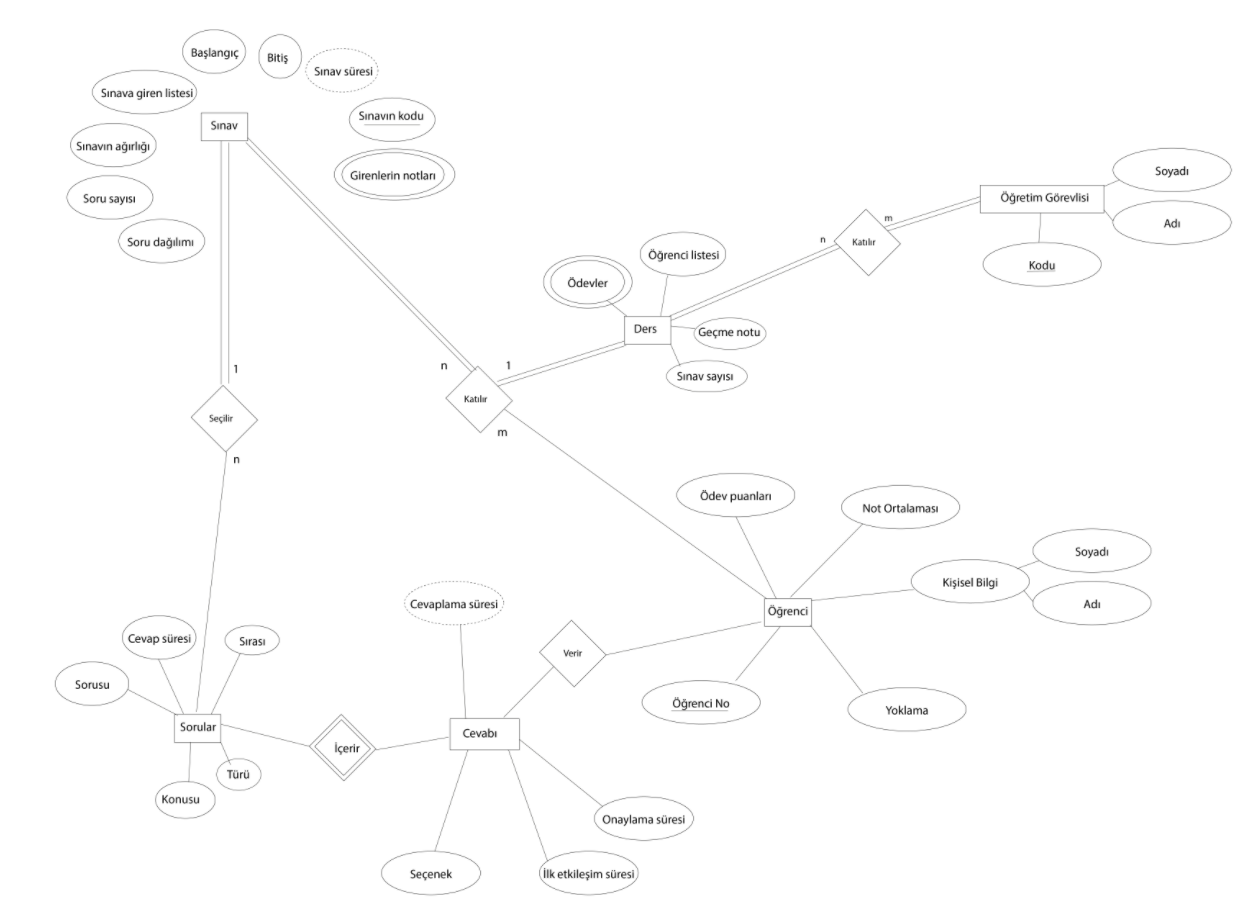 Başlangıç
Bitiş
Sınav süresi
Sınava giren listesi
Sınav
Sınavın kodu
Sınavın ağırlığı
Girenlerin notları
Soru sayısı
Soru dağılımı
Soyadı
Öğretim Görevlisi
Adı
m
n
Katılır
Kodu
Öğrenci listesi
Ödevler
Ders
Geçme notu
Sınav sayısı
1
n
1
Katılır
m
Seçilir
n
Ödev puanları
Not Ortalaması
Soyadı
Kişisel Bilgi
Adı
Öğrenci
Cevaplama süresi
Verir
Cevap süresi
Sırası
Sorusu
Öğrenci No
Yoklama
Sorular
İçerir
Cevabı
Türü
Konusu
Onaylama süresi
Seçenek
İlk etkileşim süresi